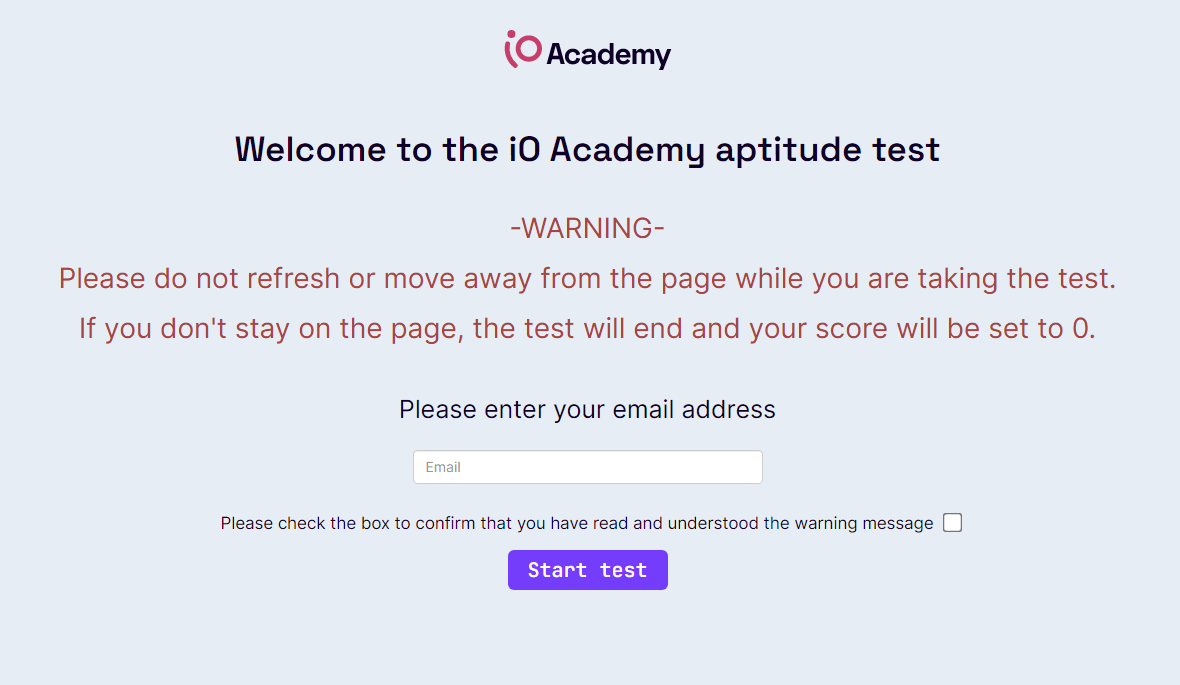 iO Academy
Welcome to the iO Academy aptitude test
-WARNING-
Please do not refresh or move away from the page while you are taking the test.
If you don't stay on the page, the test will end and your score will be set to 0.
Please enter your email address
Email
Please check the box to confirm that you have read and understood the warning message
Start test